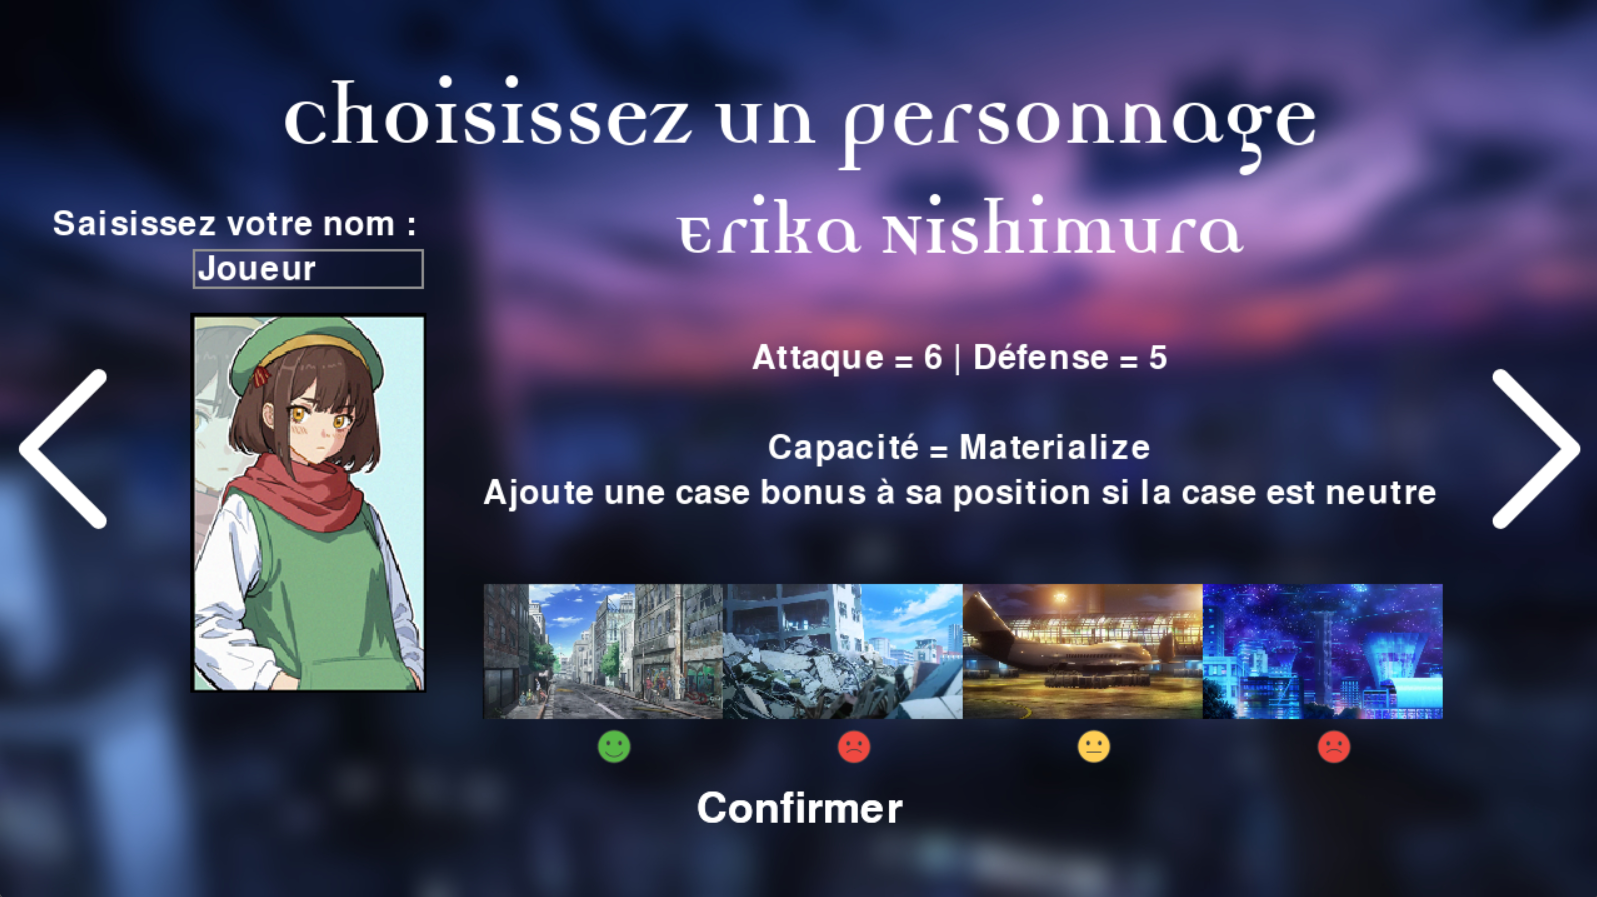 choisissez un personnage
Erika Nishimura
Saisissez votre nom :
Joueur
Attaque = 6 | Défense = 5
Capacité = Materialize
Ajoute une case bonus à sa position si la case est neutre
Confirmer